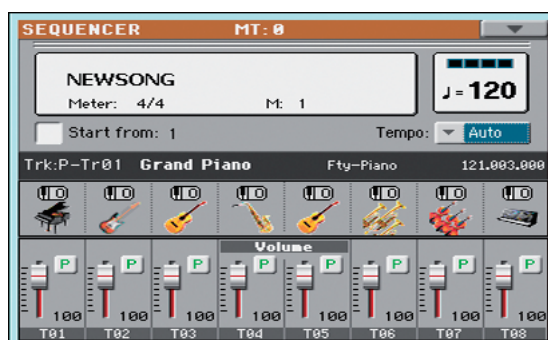 SEQUENCER MT: 0
NEWSONG
Meter: 4/4 M: 1
♩=120
Start from: 1 Tempo: Auto
Trk:P-Tr01 Grand Piano Fty-Piano 121.003.000
Volume
P P P P P P P P
100 100 100 100 100 100 100 100
T01 T02 T03 T04 T05 T06 T07 T08